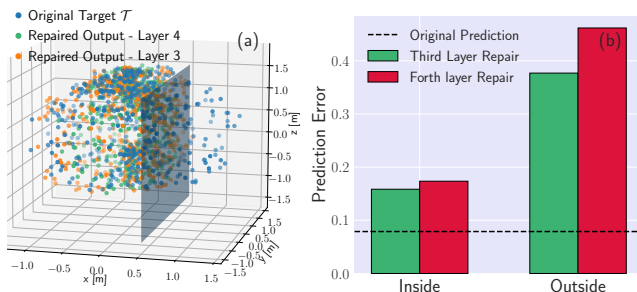 Original Target 𝒯
Repaired Output - Layer 4
Repaired Output - Layer 3
(a)
1.5
1.0
0.5
0.0
−0.5
−1.0
−1.5
z [m]
1.5
1.0
0.5
0.0
−0.5
−1.0
−1.5
y [m]
−1.0
−0.5
0.0
0.5
1.0
1.5
x [m]
(b)
Original Prediction
Third Layer Repair
Forth layer Repair
Prediction Error
0.4
0.3
0.2
0.1
0.0
Inside
Outside